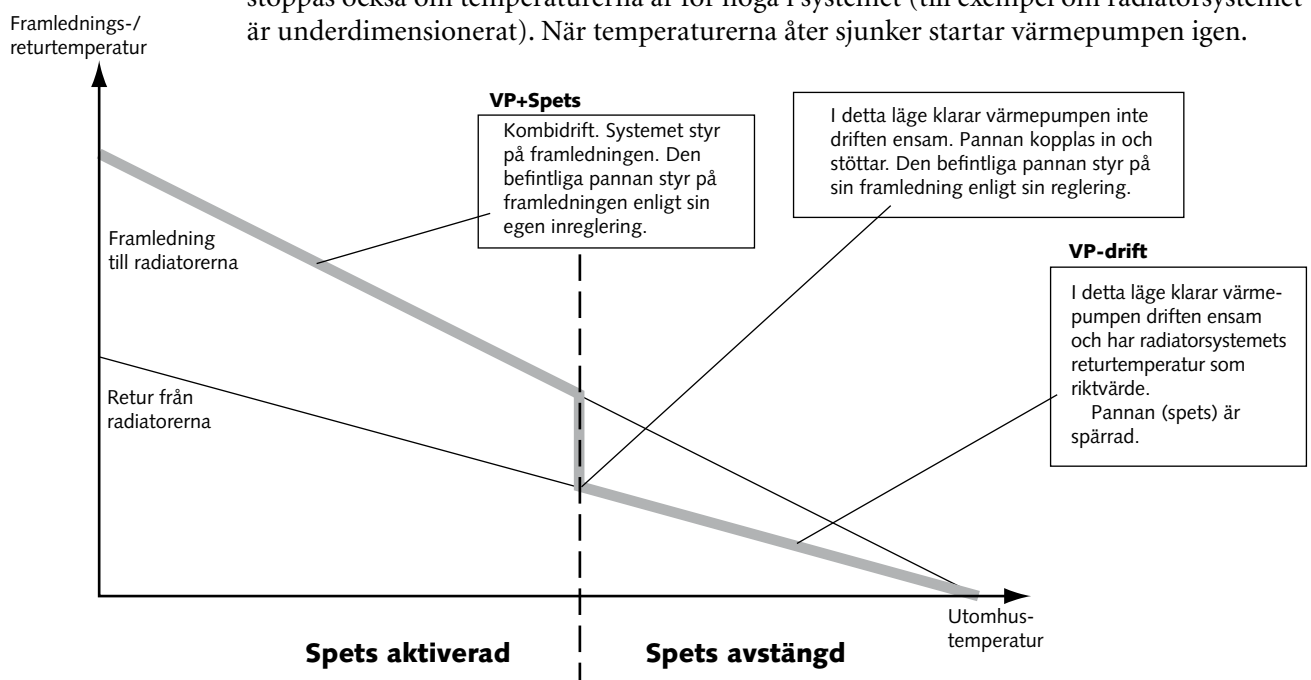 stoppas också om temperaturerna är för höga i systemet (till exempel om radiatorsystemet
är underdimensionerat). När temperaturerna åter sjunker startar värmepumpen igen.
Framlednings-/
returtemperatur
VP+Spets
Kombidrift. Systemet styr
på framledningen. Den
befintliga pannan styr på
framledningen enligt sin
egen inreglering.
I detta läge klarar värmepumpen inte
driften ensam. Pannan kopplas in och
stöttar. Den befintliga pannan styr på
sin framledning enligt sin reglering.
VP-drift
I detta läge klarar värme-
pumpen driften ensam
och har radiatorsystemets
returtemperatur som
riktvärde.
Pannan (spets) är
spärrad.
Framledning
till radiatorerna
Retur från
radiatorerna
Utomhus-
temperatur
Spets aktiverad
Spets avstängd